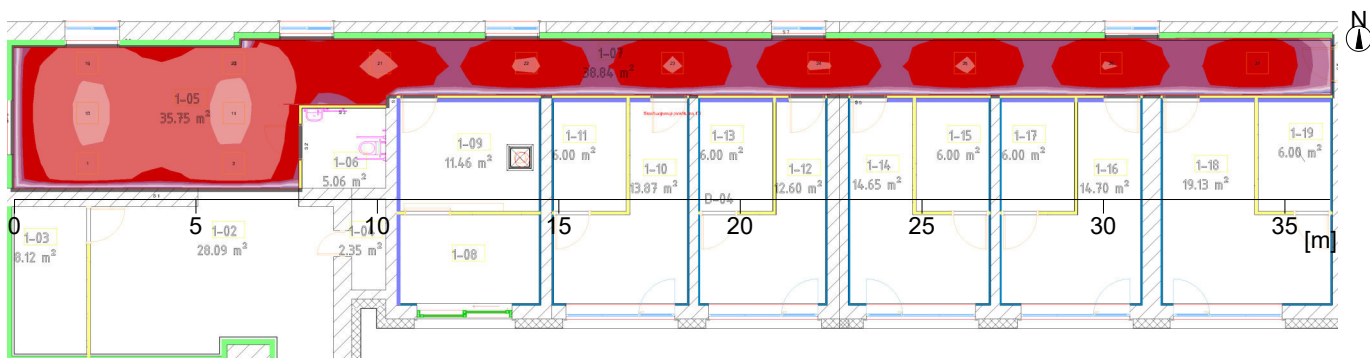 N
1-07
38.84 m²
1-05
35.75 m²
1-06
5.06 m²
1-09
11.46 m²
1-11
6.00 m²
1-10
13.87 m²
1-13
6.00 m²
1-12
12.60 m²
1-14
14.65 m²
1-15
6.00 m²
1-17
6.00 m²
1-16
14.70 m²
1-18
19.13 m²
1-19
6.00 m²
D-04
0 5 10 15 20 25 30 35
[m]
1-03
8.12 m²
1-02
28.09 m²
1-04
2.35 m²
1-08